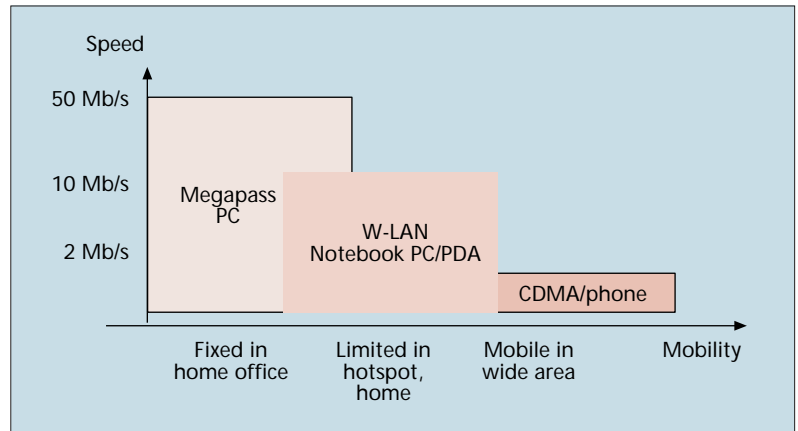 Speed
50 Mb/s
10 Mb/s
2 Mb/s
Megapass
PC
W-LAN
Notebook PC/PDA
CDMA/phone
Fixed in
home office
Limited in
hotspot,
home
Mobile in
wide area
Mobility